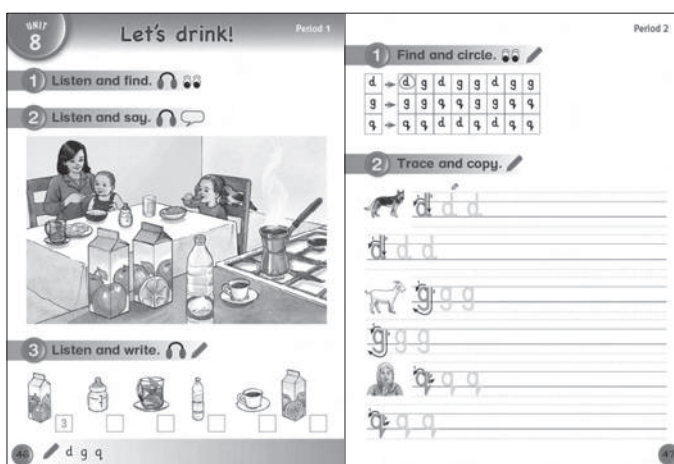 UNIT
8
Let's drink!
Period 1
1 Listen and find.
2 Listen and say.
3 Listen and write.
3
46
d g q
Period 2
1 Find and circle.
d d g d g g d g g
g g g q q g g q q
q q q d d q d q q
2 Trace and copy.
d d d
d d d
g g g
g g g
q q q
q q q
47